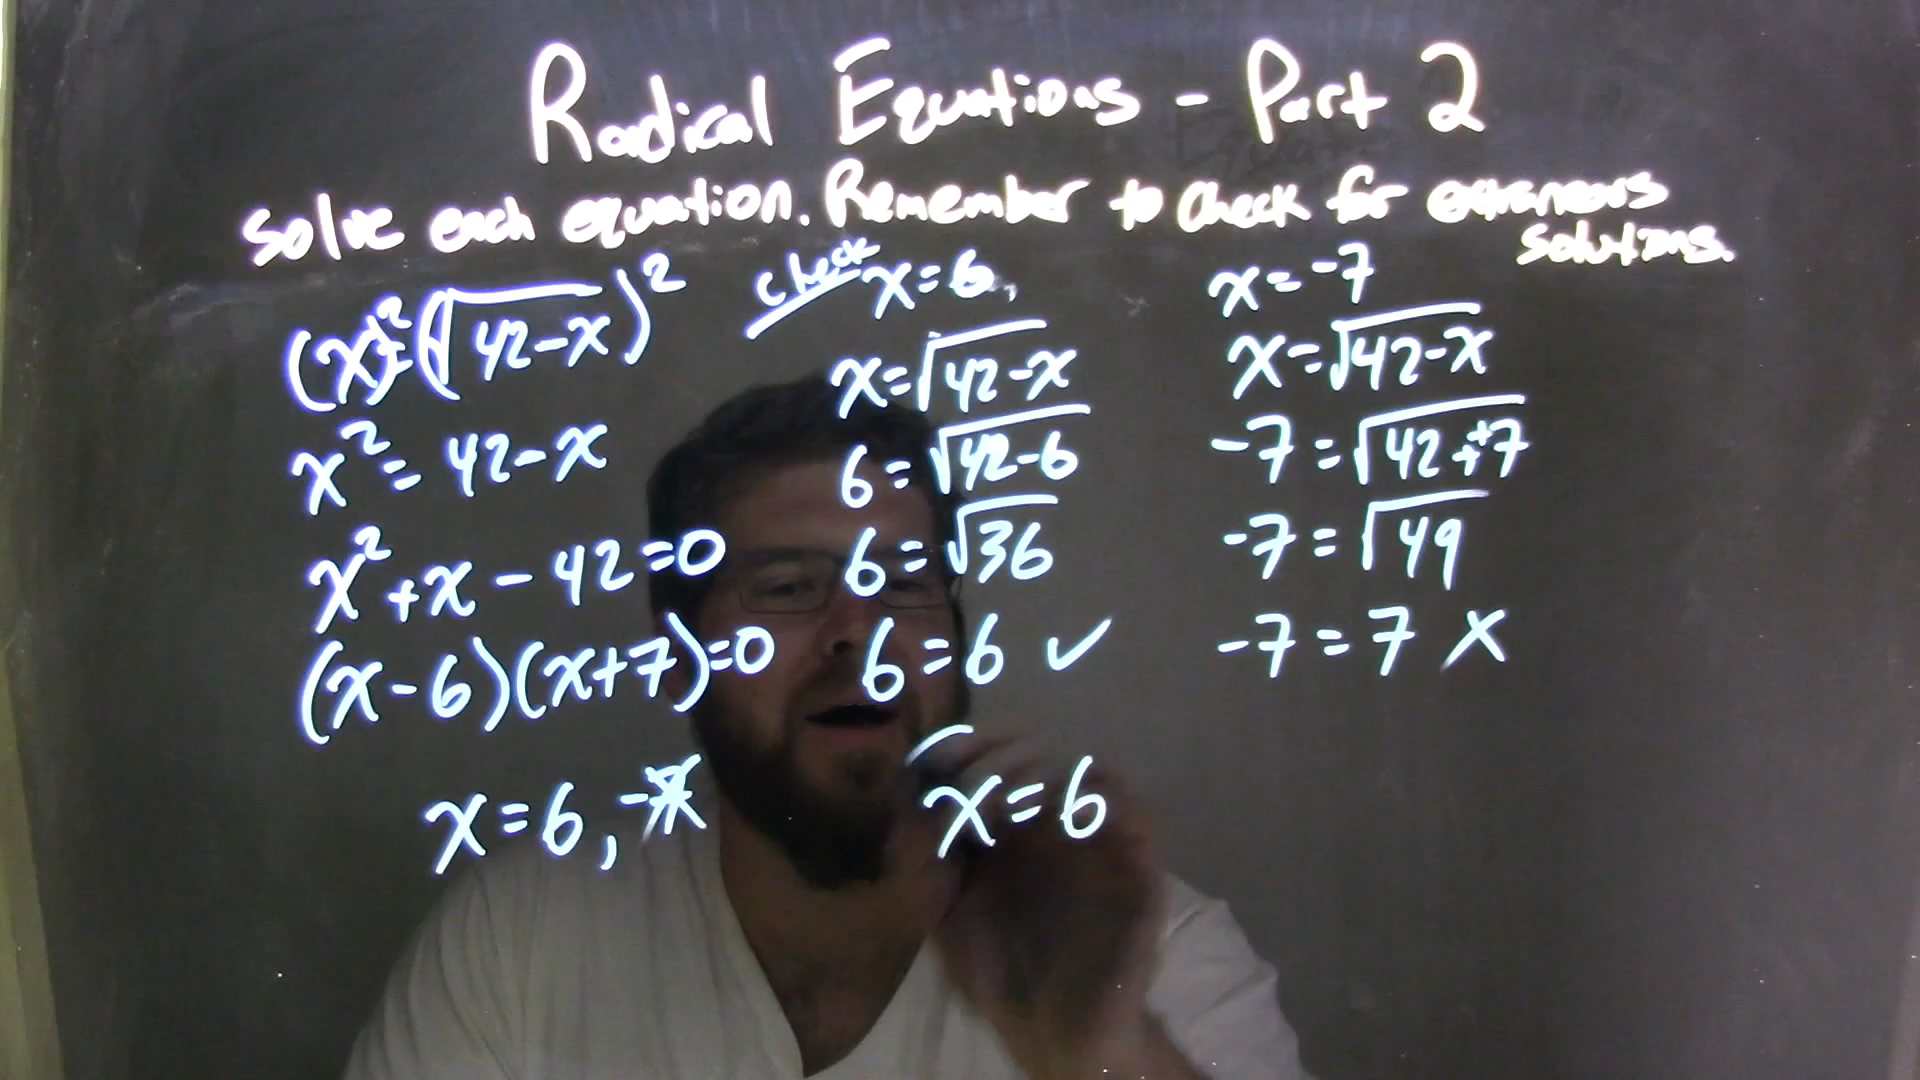 Radical Equations - Part 2
Solve each equation. Remember to check for extraneous
solutions.
(x)²=(√42-x)²
x² = 42-x
x²+x-42=0
(x-6)(x+7)=0
x=6, -7
check x=6,
x=√42-x
6=√42-6
6=√36
6=6 ✓
x=6
x=-7
x=√42-x
-7=√42+7
-7=√49
-7=7 X